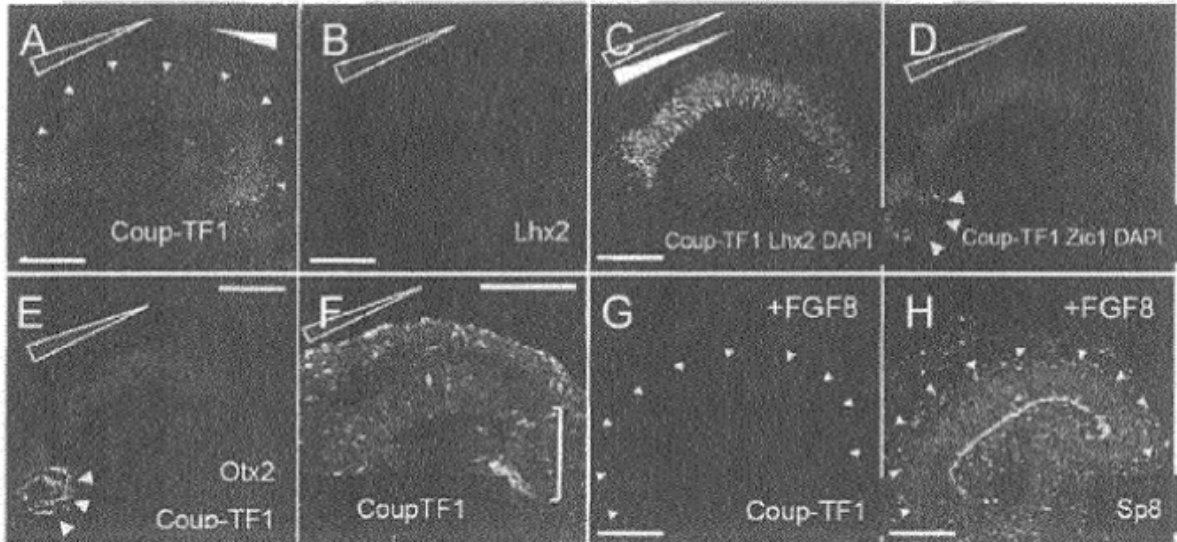 A
Coup-TF1
B
Lhx2
C
Coup-TF1 Lhx2 DAPI
D
Coup-TF1 Zic1 DAPI
E
Otx2
Coup-TF1
F
CoupTF1
G
+FGF8
Coup-TF1
H
+FGF8
Sp8